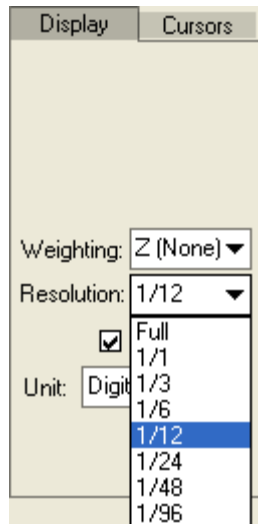 Display Cursors
Weighting: Z (None)
Resolution: 1/12
Full
1/1
Unit: Digit 1/3
1/6
1/12
1/24
1/48
1/96